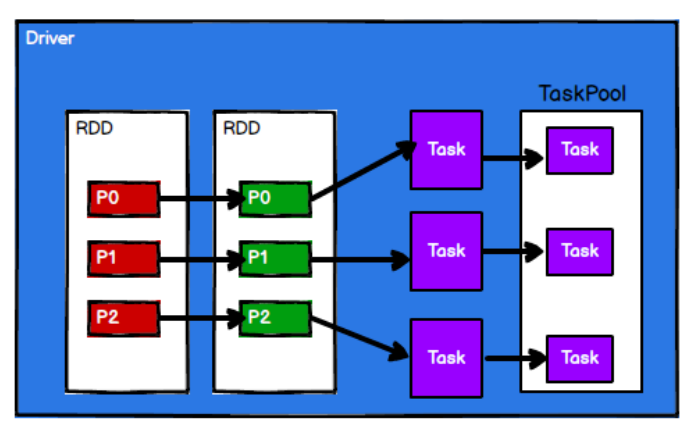 Driver
TaskPool
RDD
RDD
Task
Task
P0
P0
P1
P1
Task
Task
P2
P2
Task
Task